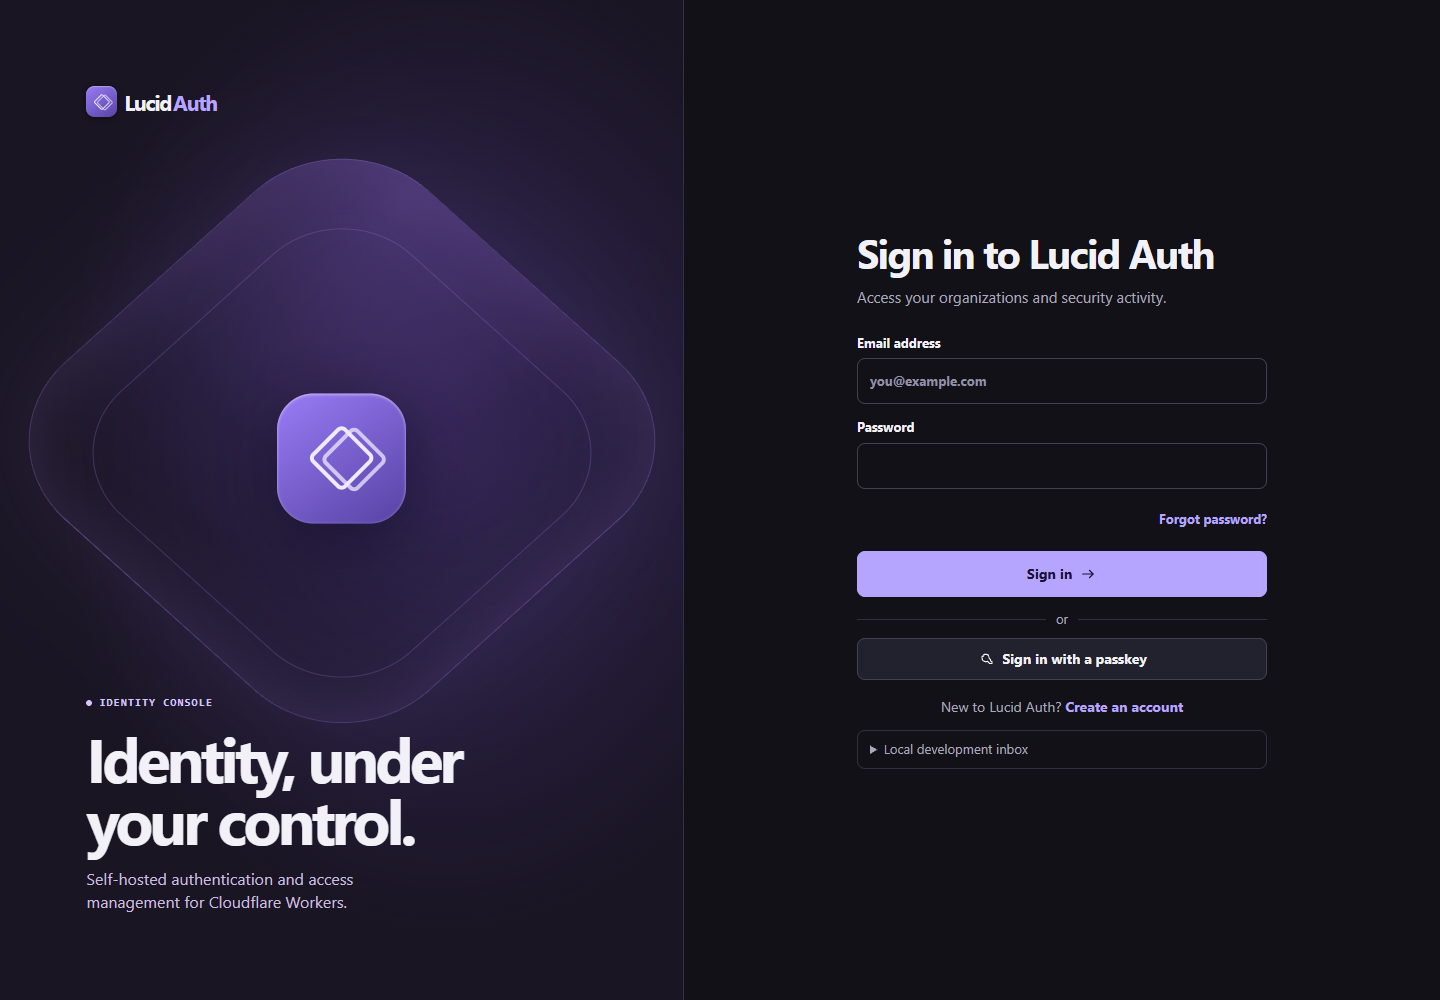 Lucid Auth
IDENTITY CONSOLE
Identity, under
your control.
Self-hosted authentication and access
management for Cloudflare Workers.
Sign in to Lucid Auth
Access your organizations and security activity.
Email address
you@example.com
Password
Forgot password?
Sign in →
or
Sign in with a passkey
New to Lucid Auth? Create an account
Local development inbox